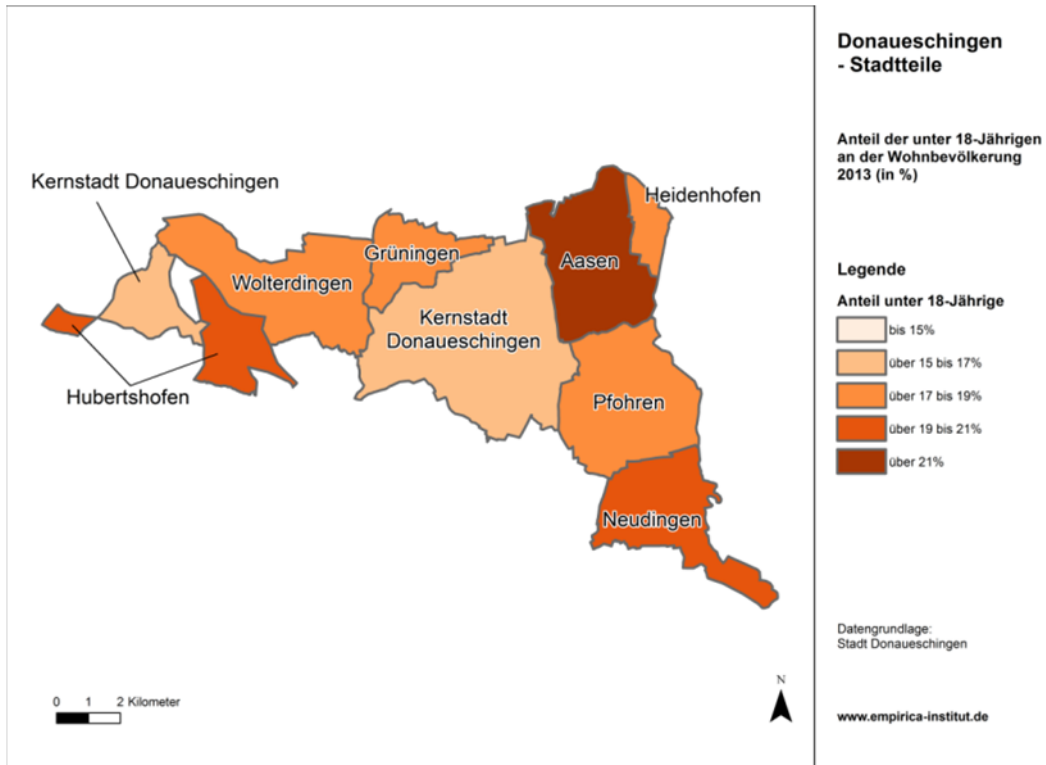 Donaueschingen
- Stadtteile
Anteil der unter 18-Jährigen
an der Wohnbevölkerung
2013 (in %)
Kernstadt Donaueschingen
Heidenhofen
Grüningen
Aasen
Wolterdingen
Kernstadt
Donaueschingen
Hubertshofen
Pfohren
Neudingen
Legende
Anteil unter 18-Jährige
bis 15%
über 15 bis 17%
über 17 bis 19%
über 19 bis 21%
über 21%
Datengrundlage:
Stadt Donaueschingen
0 1 2 Kilometer
N
www.empirica-institut.de